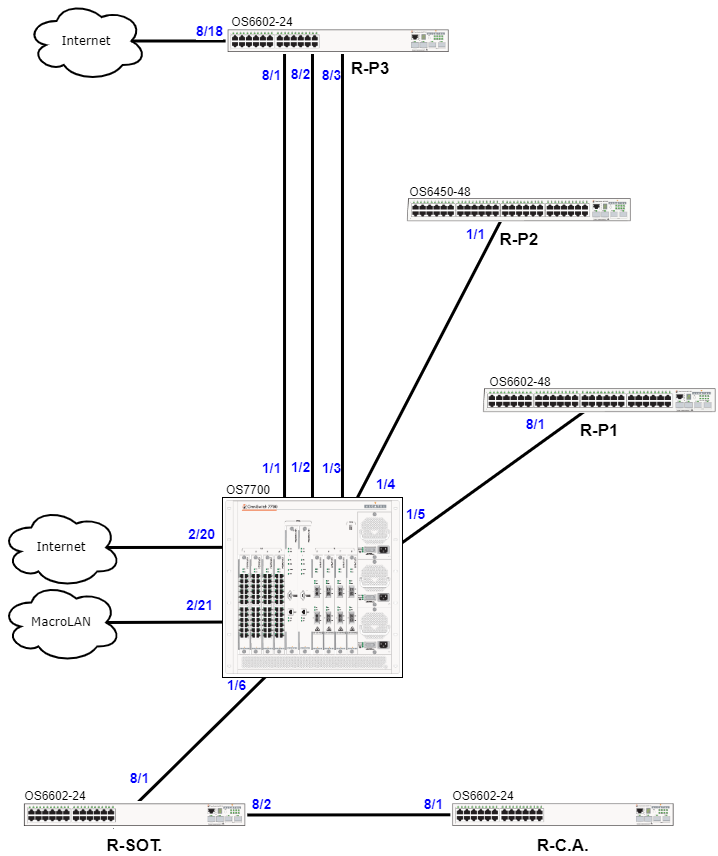 OS6602-24
Internet
8/18
8/1
8/2
8/3
R-P3
OS6450-48
1/1
R-P2
OS6602-48
8/1
R-P1
1/1
1/2
1/3
1/4
OS7700
1/5
2/20
Internet
2/21
MacroLAN
1/6
8/1
OS6602-24
8/2
8/1
OS6602-24
R-SOT.
R-C.A.